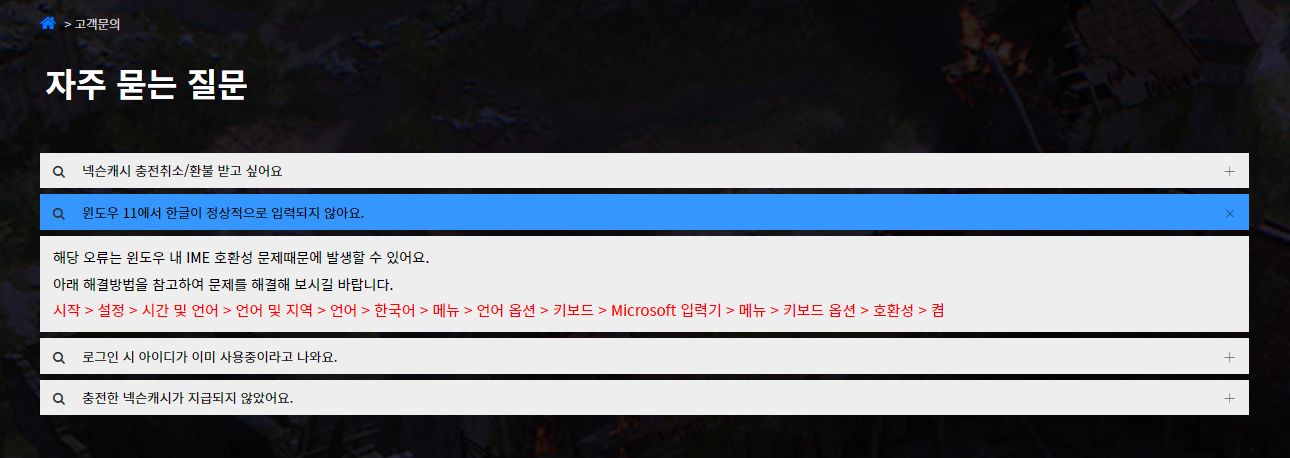 > 고객문의
자주 묻는 질문
넥슨캐시 충전취소/환불 받고 싶어요
윈도우 11에서 한글이 정상적으로 입력되지 않아요.
해당 오류는 윈도우 내 IME 호환성 문제때문에 발생할 수 있어요.
아래 해결방법을 참고하여 문제를 해결해 보시길 바랍니다.
시작 > 설정 > 시간 및 언어 > 언어 및 지역 > 언어 > 한국어 > 메뉴 > 언어 옵션 > 키보드 > Microsoft 입력기 > 메뉴 > 키보드 옵션 > 호환성 > 켬
로그인 시 아이디가 이미 사용중이라고 나와요.
충전한 넥슨캐시가 지급되지 않았어요.